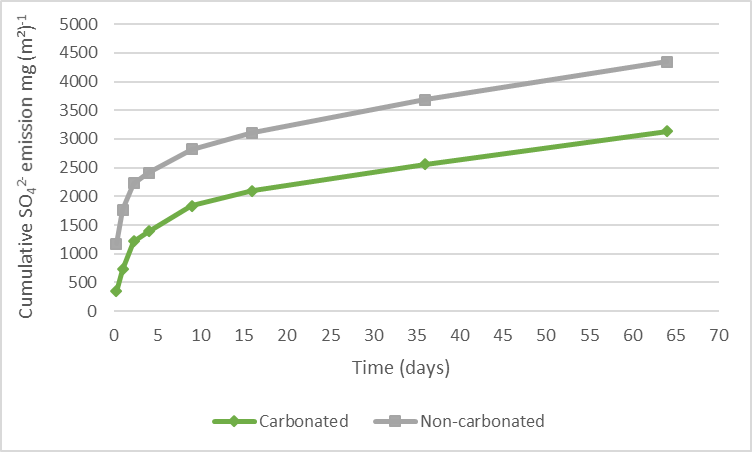 Cumulative SO₄²⁻ emission mg (m²)⁻¹
5000
4500
4000
3500
3000
2500
2000
1500
1000
500
0
0 5 10 15 20 25 30 35 40 45 50 55 60 65 70
Time (days)
Carbonated Non-carbonated